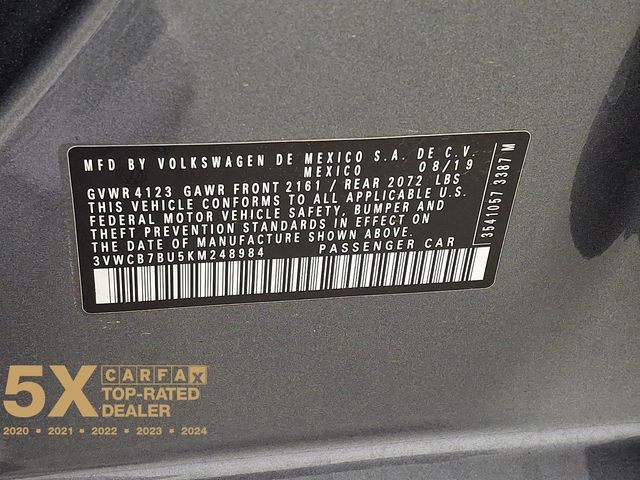 MFD BY VOLKSWAGEN DE MEXICO S.A. DE C.V.
MEXICO 08/19
GVWR 4123 GAWR FRONT 2161 / REAR 2072 LBS
THIS VEHICLE CONFORMS TO ALL APPLICABLE U.S.
FEDERAL MOTOR VEHICLE SAFETY, BUMPER AND
THEFT PREVENTION STANDARDS IN EFFECT ON
THE DATE OF MANUFACTURE SHOWN ABOVE.
3VWCB7BU5KM248984 PASSENGER CAR
3541057 3387 M
5X
CARFAX
TOP-RATED
DEALER
2020 • 2021 • 2022 • 2023 • 2024